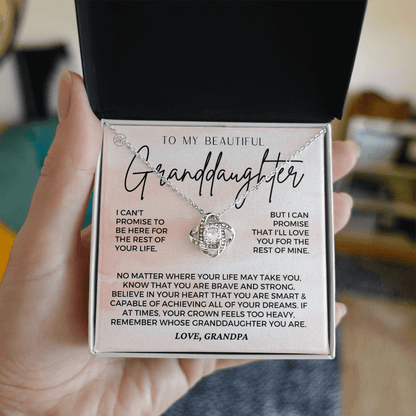 TO MY BEAUTIFUL
Granddaughter
I CAN'T
PROMISE TO
BE HERE FOR
THE REST OF
YOUR LIFE.
BUT I CAN
PROMISE
THAT I'LL LOVE
YOU FOR THE
REST OF MINE.
NO MATTER WHERE YOUR LIFE MAY TAKE YOU,
KNOW THAT YOU ARE BRAVE AND STRONG,
BELIEVE IN YOUR HEART THAT YOU ARE SMART &
CAPABLE OF ACHIEVING ALL OF YOUR DREAMS. IF
AT TIMES, YOUR CROWN FEELS TOO HEAVY,
REMEMBER WHOSE GRANDDAUGHTER YOU ARE.
LOVE, GRANDPA